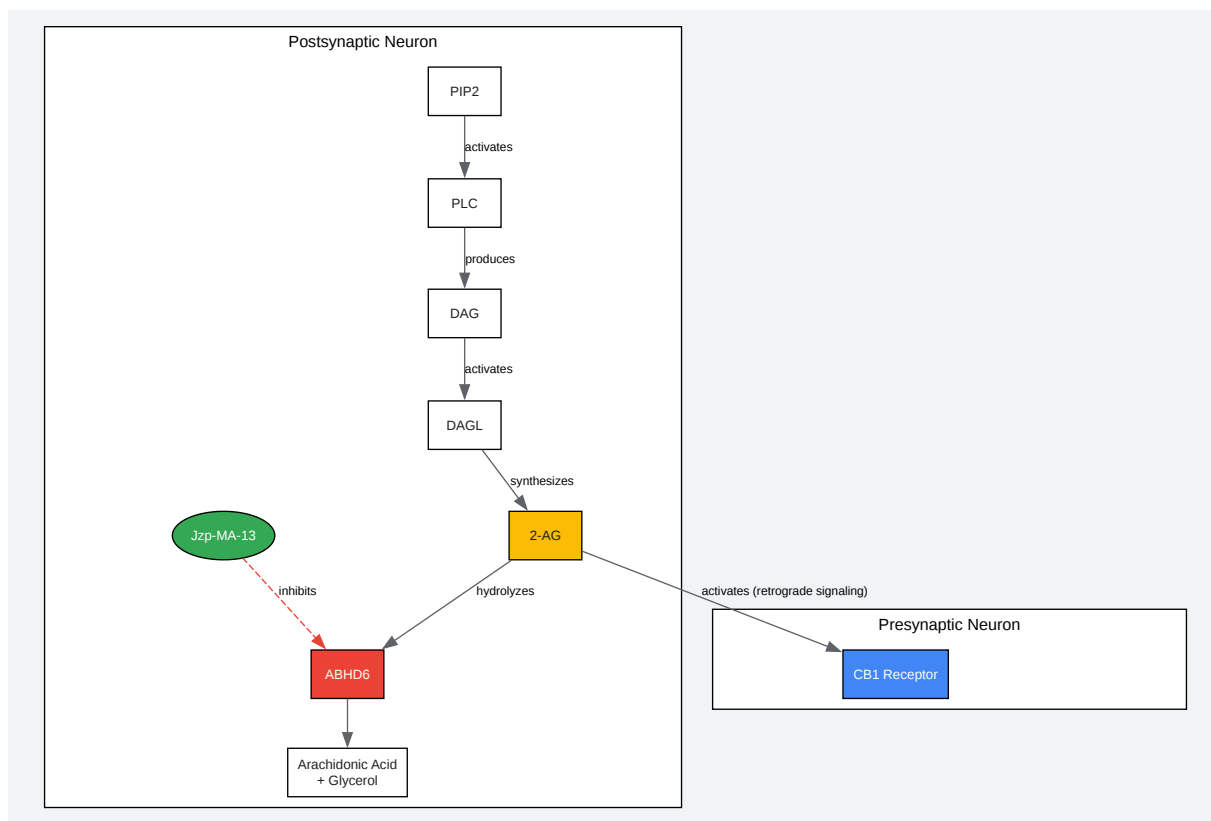 Postsynaptic Neuron
PIP2
activates
PLC
produces
DAG
activates
DAGL
synthesizes
Jzp-MA-13
2-AG
inhibits
hydrolyzes
activates (retrograde signaling)
Presynaptic Neuron
ABHD6
CB1 Receptor
Arachidonic Acid
+ Glycerol